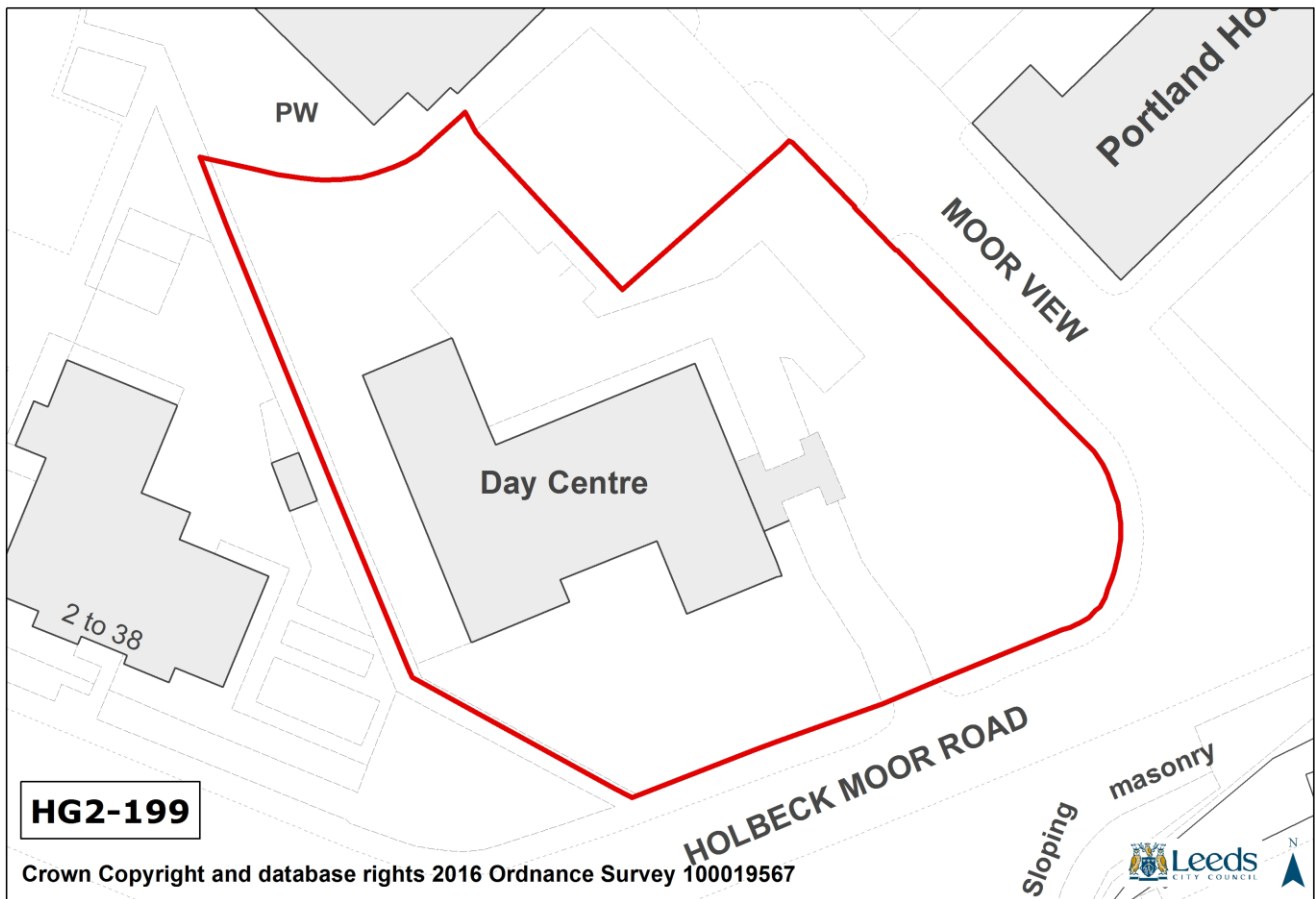 PW
Portland Ho
MOOR VIEW
Day Centre
2 to 38
HOLBECK MOOR ROAD
Sloping masonry
HG2-199
Crown Copyright and database rights 2016 Ordnance Survey 100019567
Leeds
CITY COUNCIL
N